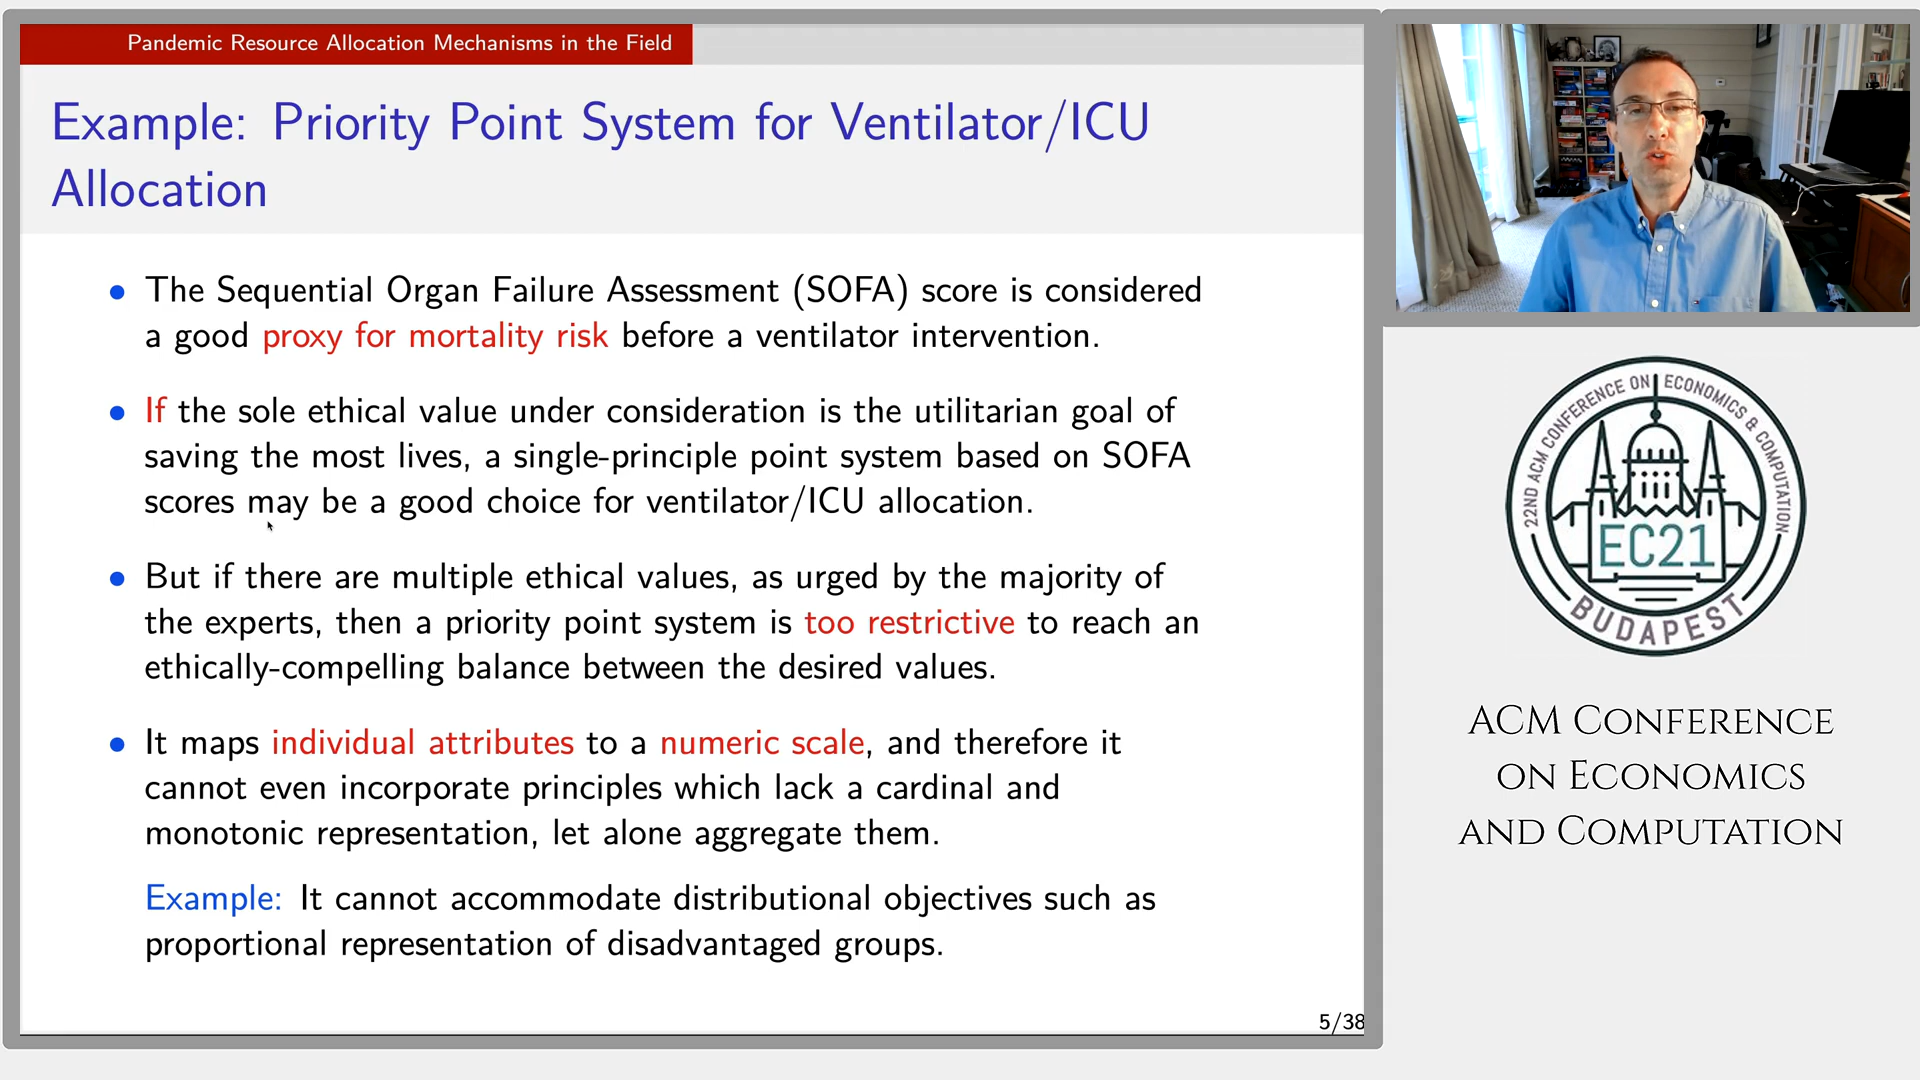 Pandemic Resource Allocation Mechanisms in the Field
Example: Priority Point System for Ventilator/ICU
Allocation
• The Sequential Organ Failure Assessment (SOFA) score is considered
a good proxy for mortality risk before a ventilator intervention.
• If the sole ethical value under consideration is the utilitarian goal of
saving the most lives, a single-principle point system based on SOFA
scores may be a good choice for ventilator/ICU allocation.
• But if there are multiple ethical values, as urged by the majority of
the experts, then a priority point system is too restrictive to reach an
ethically-compelling balance between the desired values.
• It maps individual attributes to a numeric scale, and therefore it
cannot even incorporate principles which lack a cardinal and
monotonic representation, let alone aggregate them.
Example: It cannot accommodate distributional objectives such as
proportional representation of disadvantaged groups.
5/38
22ND ACM CONFERENCE ON ECONOMICS & COMPUTATION
EC21
BUDAPEST
ACM CONFERENCE
ON ECONOMICS
AND COMPUTATION